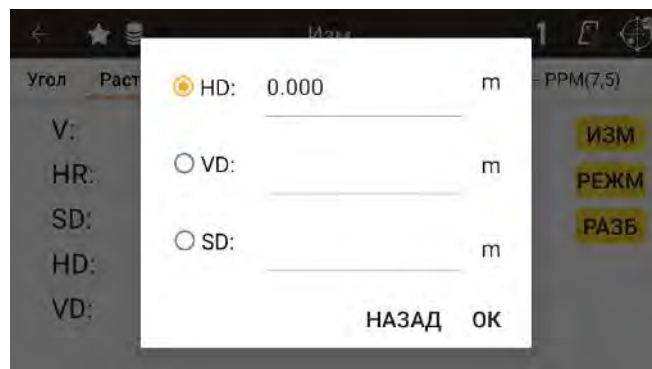 Изм
1
Угол Раст = PPM(7,5)
HD: 0.000 m
V: ИЗМ
VD: m
HR: РЕЖМ
SD: РАЗБ
SD: m
HD:
VD:
НАЗАД ОК